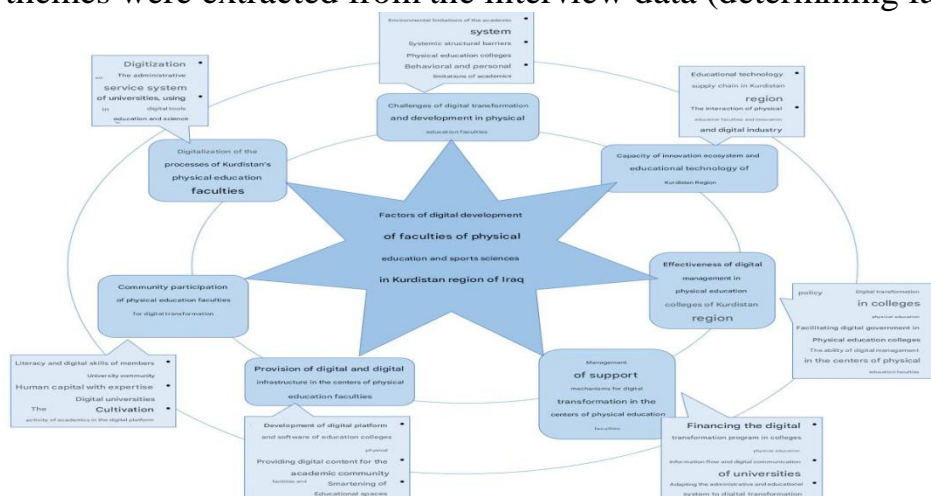 themes were extracted from the interview data (determining
Environmental limitations of the academic
system
Systemic structural barriers
Physical education colleges
Behavioral and personal
limitations of academics
Challenges of digital transformation
and development in physical
education faculties
Digitization
The administrative
service system
of universities, using
in digital tools
education and science
Digitalization of the
processes of Kurdistan's
physical education
faculties
Educational technology
supply chain in Kurdistan
region
The interaction of physical
education faculties and innovation
and digital industry
Capacity of innovation ecosystem and
educational technology of
Kurdistan Region
Factors of digital development
of faculties of physical
education and sports sciences
in Kurdistan region of Iraq
Effectiveness of digital
management in
physical education
colleges of Kurdistan
region
policy Digital transformation
in colleges
physical education
Facilitating digital government in
Physical education colleges
The ability of digital management
in the centers of physical
education faculties
Community participation
of physical education faculties
for digital transformation
Literacy and digital skills of members
University community
Human capital with expertise
Digital universities
The Cultivation
activity of academics in the digital platform
Provision of digital and digital
infrastructure in the centers of physical
education faculties
Development of digital platform
and software of education colleges
physical
Providing digital content for the
academic community
facilities and Smartening of
Educational spaces
Management
of support
mechanisms for digital
transformation in the
centers of physical education
faculties
Financing the digital
transformation program in colleges
physical education
Information flow and digital communication
of universities
Adapting the administrative and educational
system to digital transformation